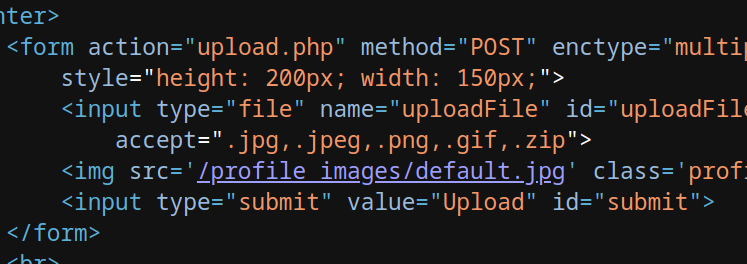 nter>
<form action="upload.php" method="POST" enctype="multip
style="height: 200px; width: 150px;">
<input type="file" name="uploadFile" id="uploadFile
accept=".jpg,.jpeg,.png,.gif,.zip">
<img src='/profile_images/default.jpg' class='profi
<input type="submit" value="Upload" id="submit">
</form>
<br>